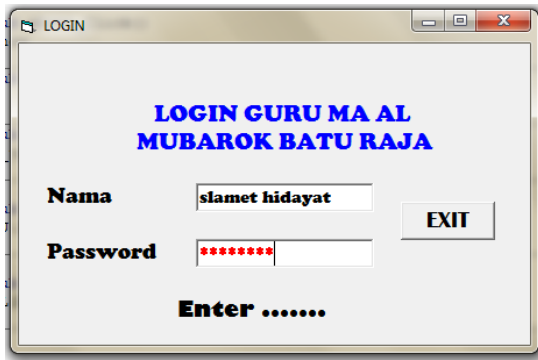 LOGIN
LOGIN GURU MA AL
MUBAROK BATU RAJA
Nama
slamet hidayat
EXIT
Password
********
Enter .......